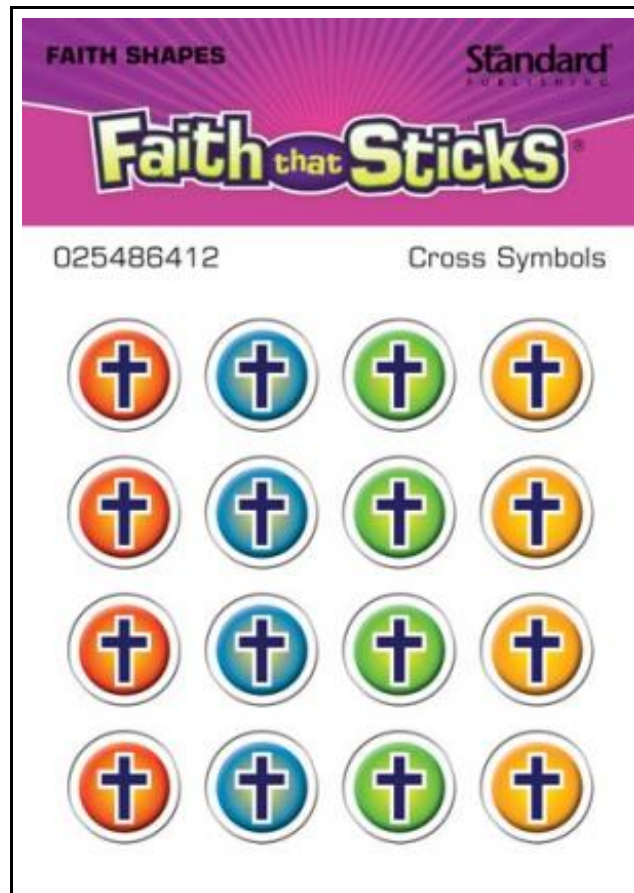 FAITH SHAPES
Standard
PUBLISHING
Faith that Sticks®
025486412
Cross Symbols